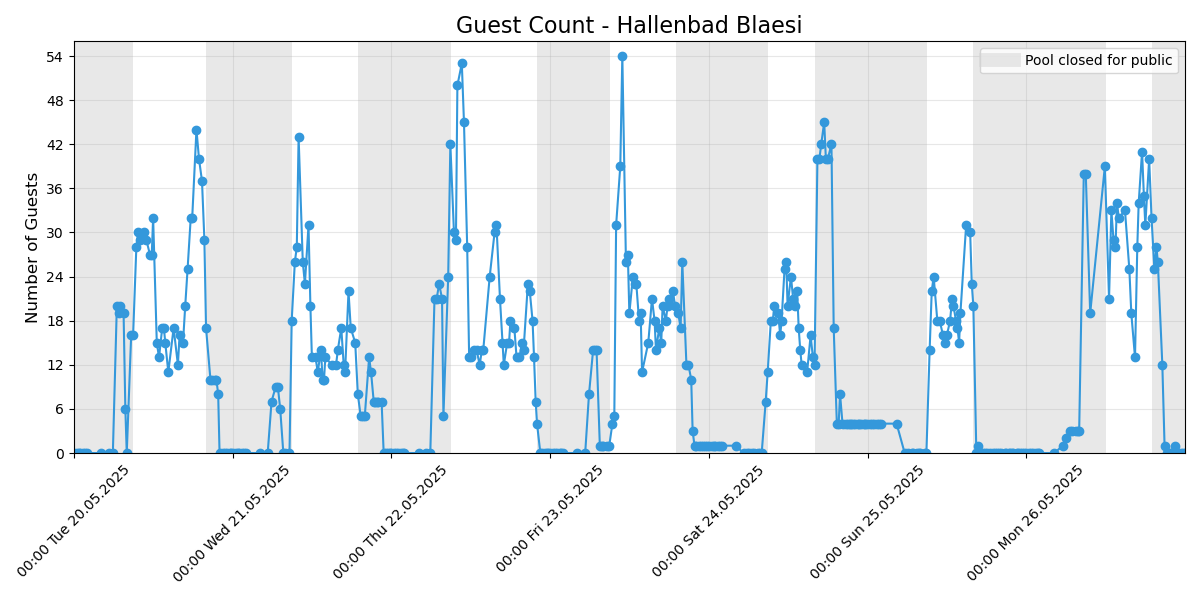 Guest Count - Hallenbad Blaesi
Pool closed for public
Number of Guests
54
48
42
36
30
24
18
12
6
0
00:00 Tue 20.05.2025
00:00 Wed 21.05.2025
00:00 Thu 22.05.2025
00:00 Fri 23.05.2025
00:00 Sat 24.05.2025
00:00 Sun 25.05.2025
00:00 Mon 26.05.2025